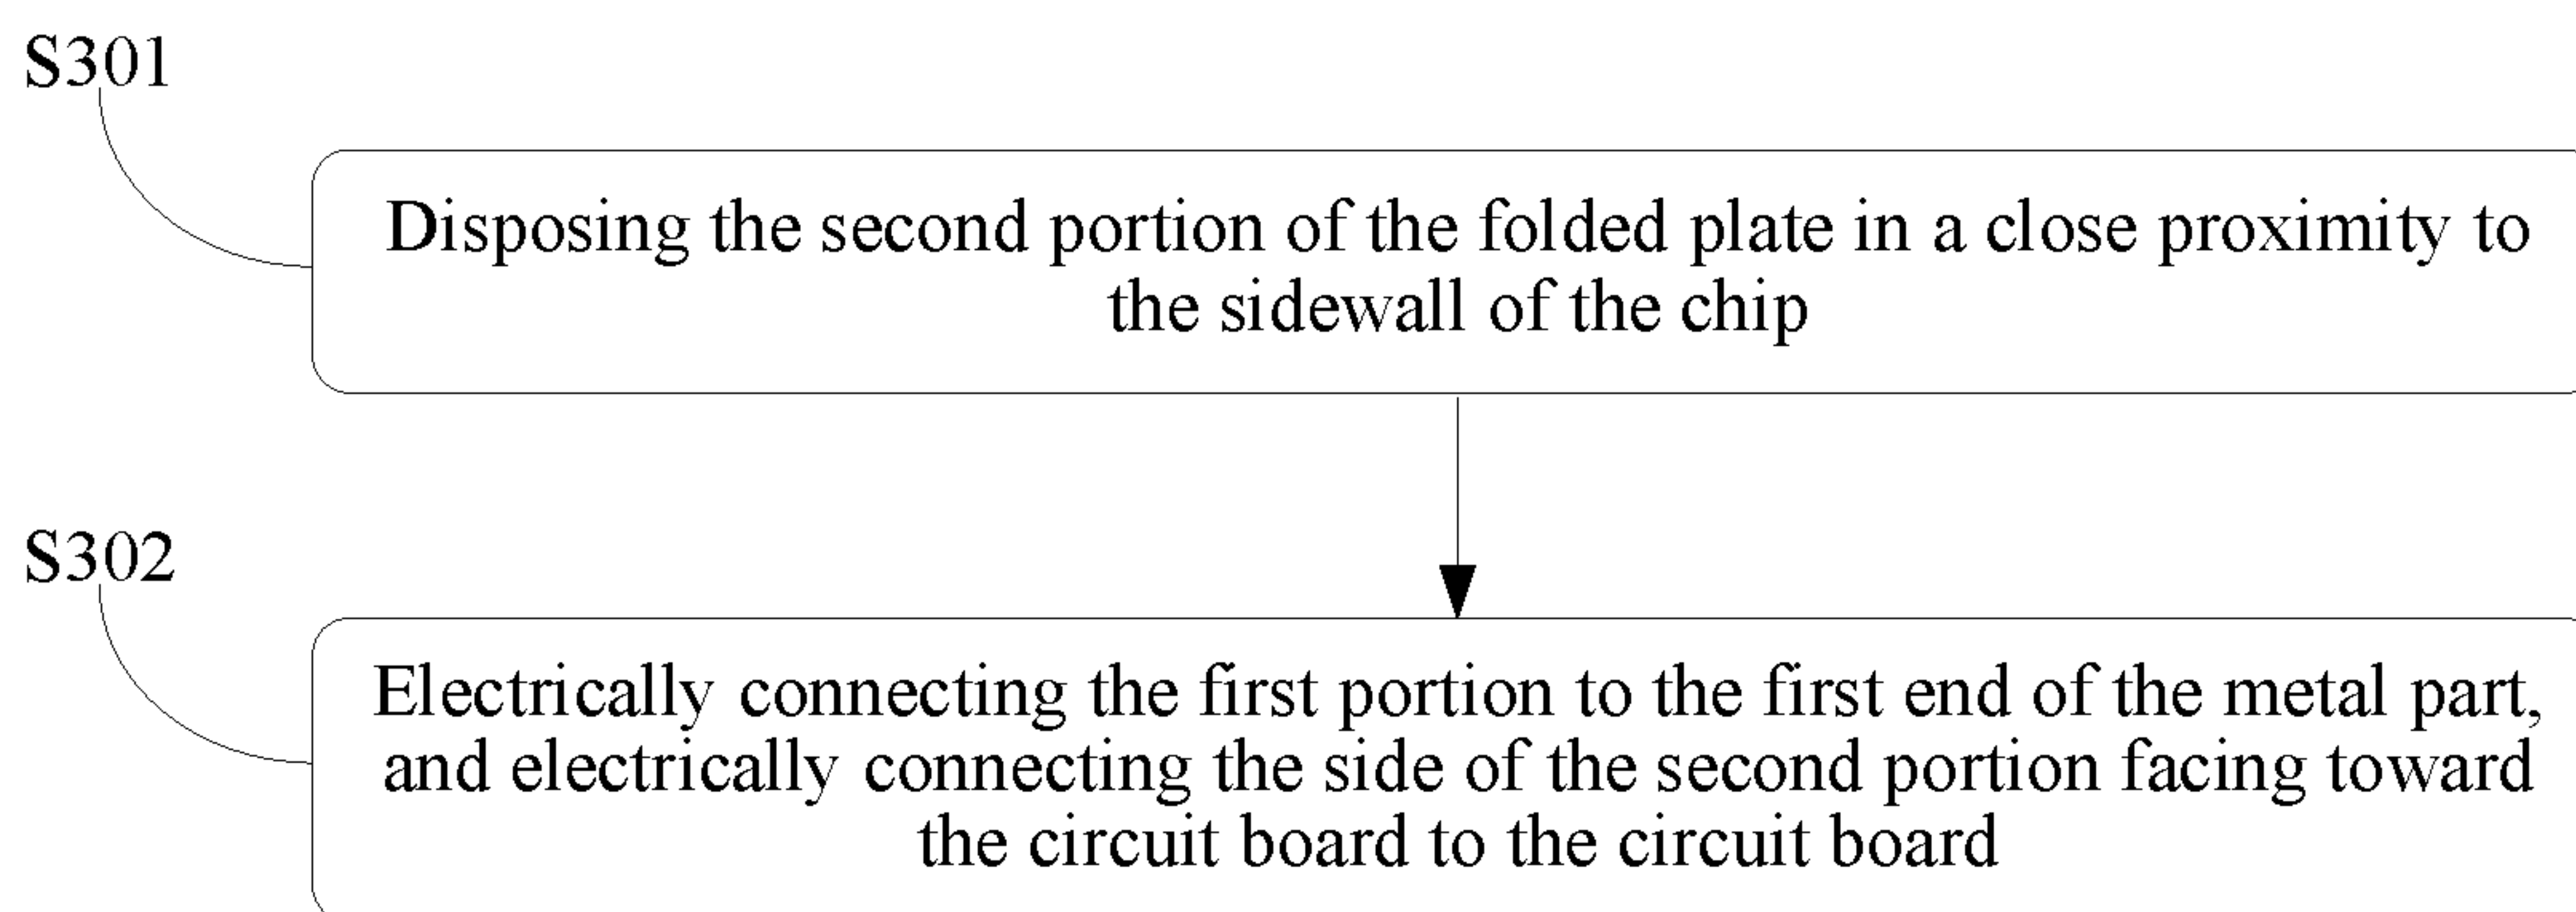 S301
Disposing the second portion of the folded plate in a close proximity to
the sidewall of the chip
S302
Electrically connecting the first portion to the first end of the metal part,
and electrically connecting the side of the second portion facing toward
the circuit board to the circuit board